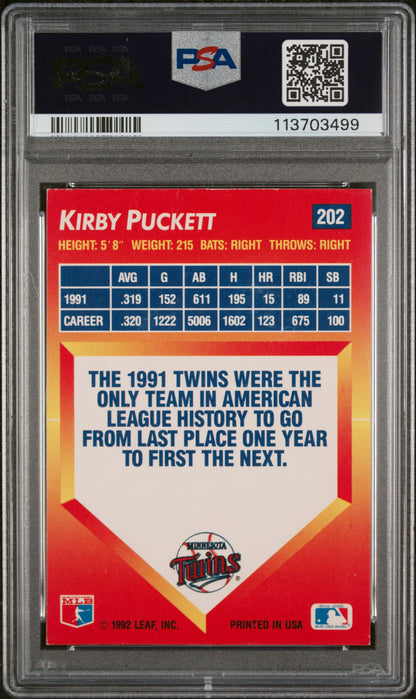 PSA
113703499
KIRBY PUCKETT
202
HEIGHT: 5'8" WEIGHT: 215 BATS: RIGHT THROWS: RIGHT
AVG G AB H HR RBI SB
1991 .319 152 611 195 15 89 11
CAREER .320 1222 5006 1602 123 675 100
THE 1991 TWINS WERE THE
ONLY TEAM IN AMERICAN
LEAGUE HISTORY TO GO
FROM LAST PLACE ONE YEAR
TO FIRST THE NEXT.
MINNESOTA
Twins
MLB
© 1992 LEAF, INC. PRINTED IN USA
PSA